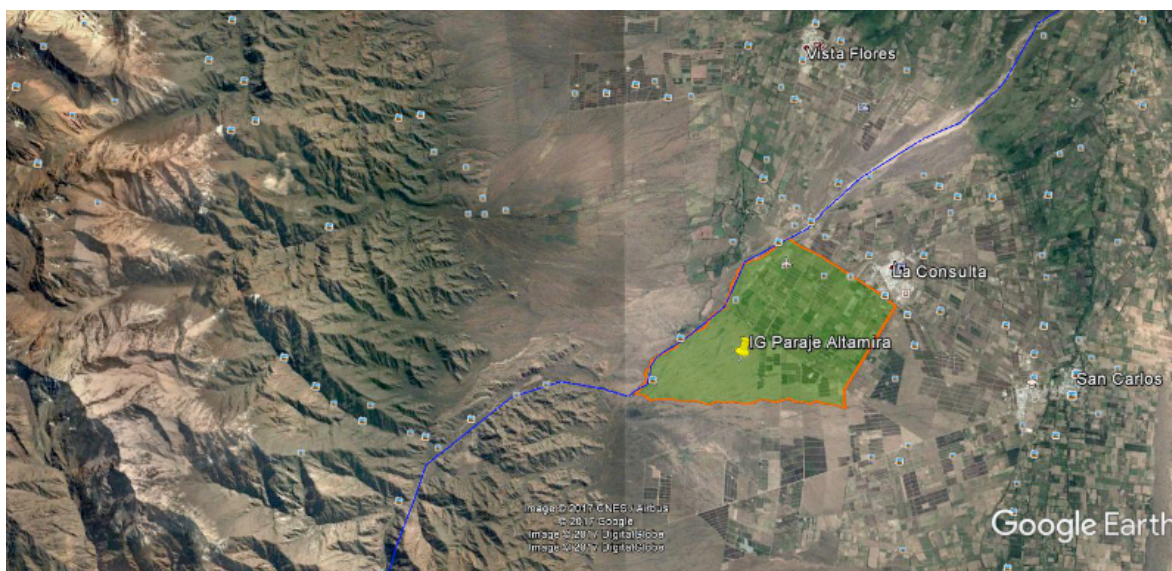 Vista Flores
La Consulta
IG Paraje Altamira
San Carlos
Image © 2017 CNES / Airbus
© 2017 Google
Image © 2017 DigitalGlobe
Image © 2017 DigitalGlobe
Google Earth